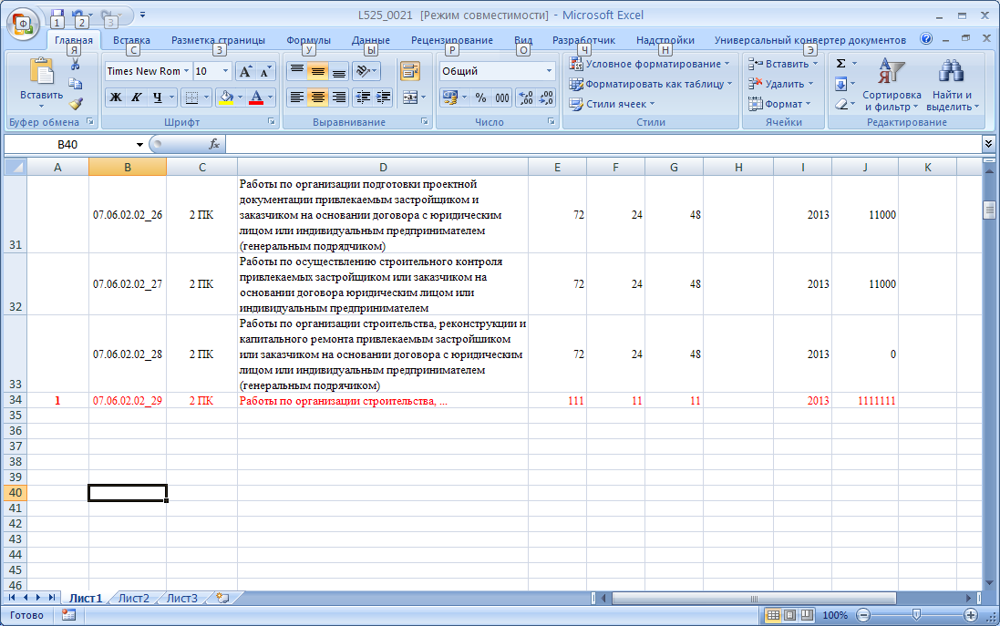 L525_0021 [Режим совместимости] - Microsoft Excel
1 2 3
Главная Вставка Разметка страницы Формулы Данные Рецензирование Вид Разработчик Надстройки Универсальный конвертер документов
Я С З У Ы Р О Ч Н Э
Вставить
Буфер обмена
Times New Rom 10
Ж К Ч
Шрифт
Выравнивание
Общий
% 000
Число
Условное форматирование
Форматировать как таблицу
Стили ячеек
Стили
Вставить
Удалить
Формат
Ячейки
Σ
Сортировка и фильтр
Найти и выделить
Редактирование
B40 fx
A B C D E F G H I J K
31 07.06.02.02_26 2 ПК Работы по организации подготовки проектной
документации привлекаемым застройщиком и
заказчиком на основании договора с юридическим
лицом или индивидуальным предпринимателем
(генеральным подрядчиком) 72 24 48 2013 11000
32 07.06.02.02_27 2 ПК Работы по осуществлению строительного контроля
привлекаемых застройщиком или заказчиком на
основании договора юридическим лицом или
индивидуальным предпринимателем 72 24 48 2013 11000
33 07.06.02.02_28 2 ПК Работы по организации строительства, реконструкции и
капитального ремонта привлекаемым застройшиком
или заказчиком на основании договора с юридическим
лицом или индивидуальным предпринимателем
(генеральным подрячиком) 72 24 48 2013 0
34 1 07.06.02.02_29 2 ПК Работы по организации строительства, ... 111 11 11 2013 1111111
35
36
37
38
39
40
41
42
43
44
45
46
Лист1 Лист2 Лист3
Готово 100%